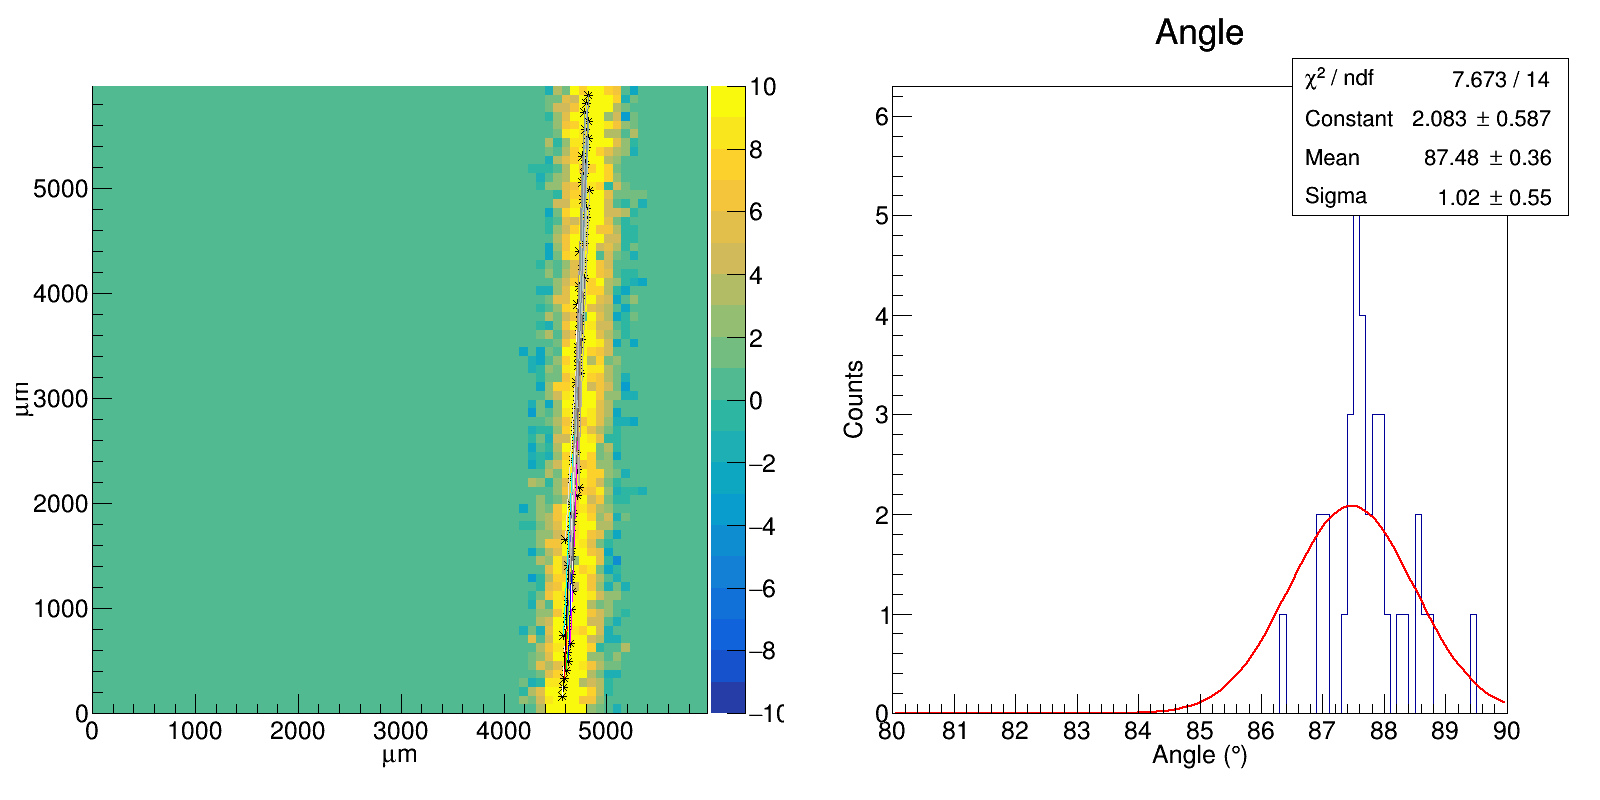 10
8
6
4
2
0
−2
−4
−6
−8
5000
4000
3000
2000
1000
0
μm
0 1000 2000 3000 4000 5000
μm
Angle
χ² / ndf 7.673 / 14
Constant 2.083 ± 0.587
Mean 87.48 ± 0.36
Sigma 1.02 ± 0.55
6
5
4
3
2
1
0
Counts
80 81 82 83 84 85 86 87 88 89 90
Angle (°)